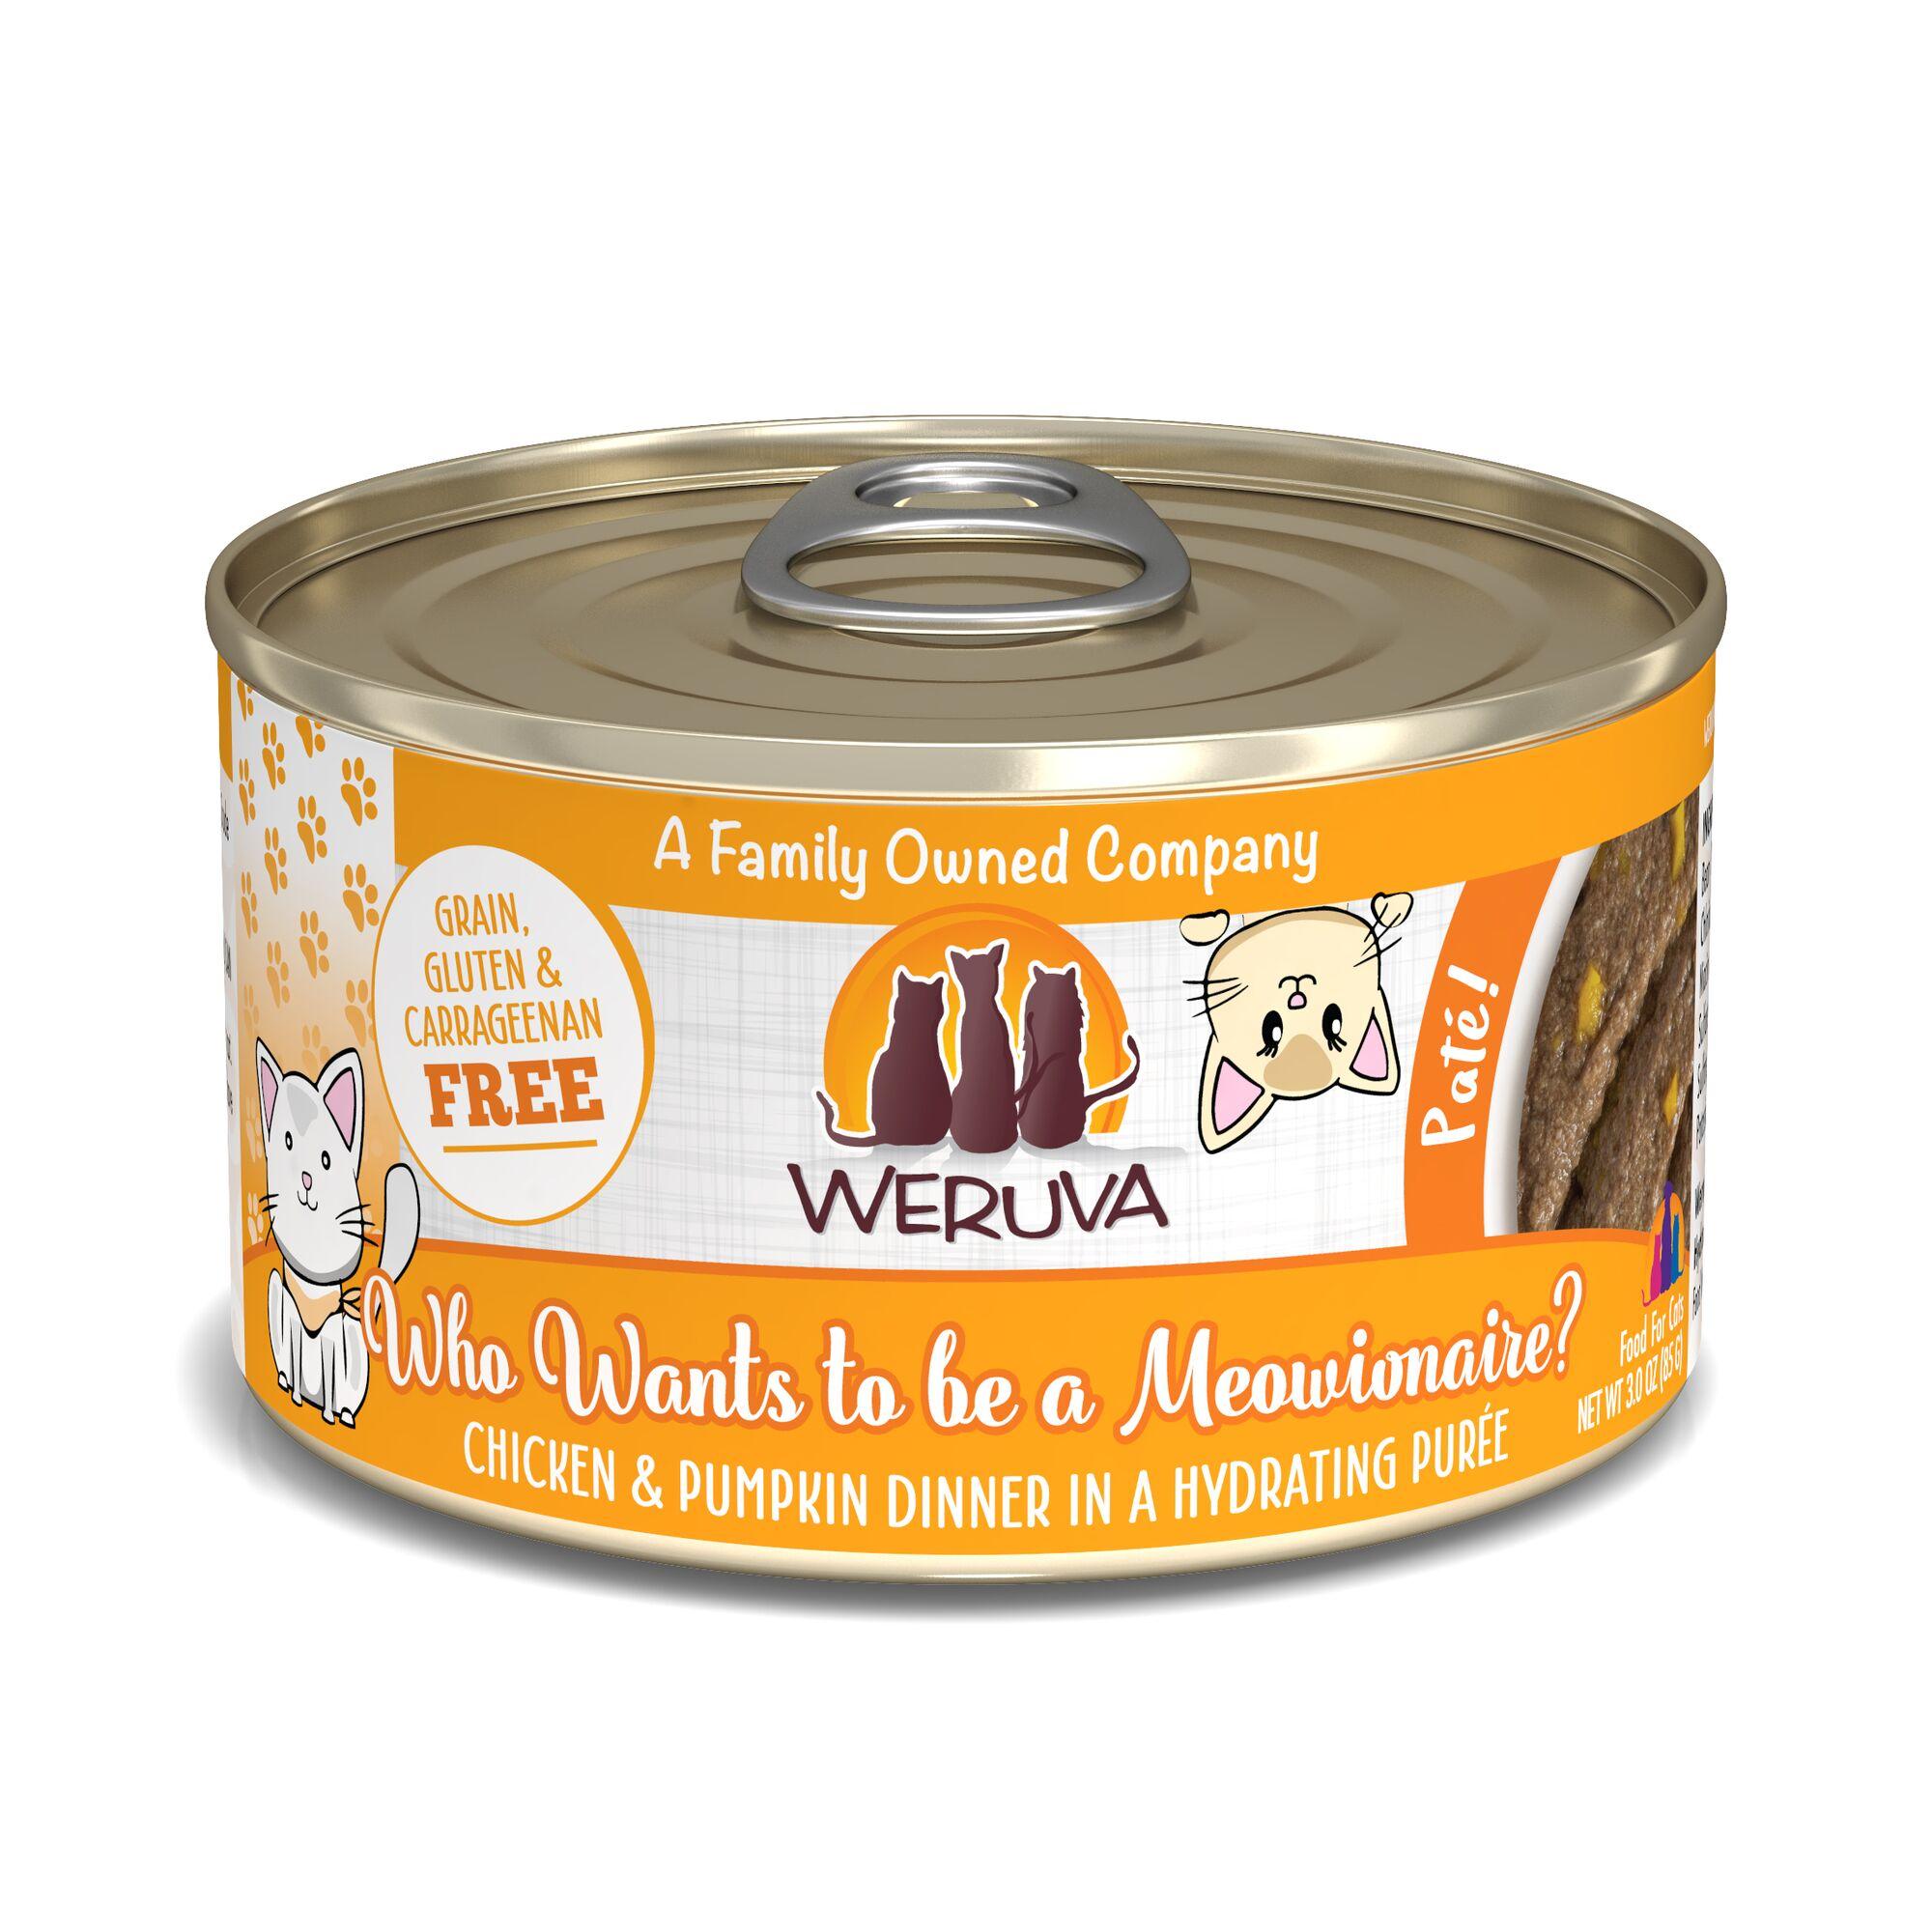 A Family Owned Company
GRAIN,
GLUTEN &
CARRAGEENAN
FREE
WERUVA
Paté!
Who Wants to be a Meowionaire?
CHICKEN & PUMPKIN DINNER IN A HYDRATING PURÉE
Food For Cats
NET WT 3.0 OZ (85 G)